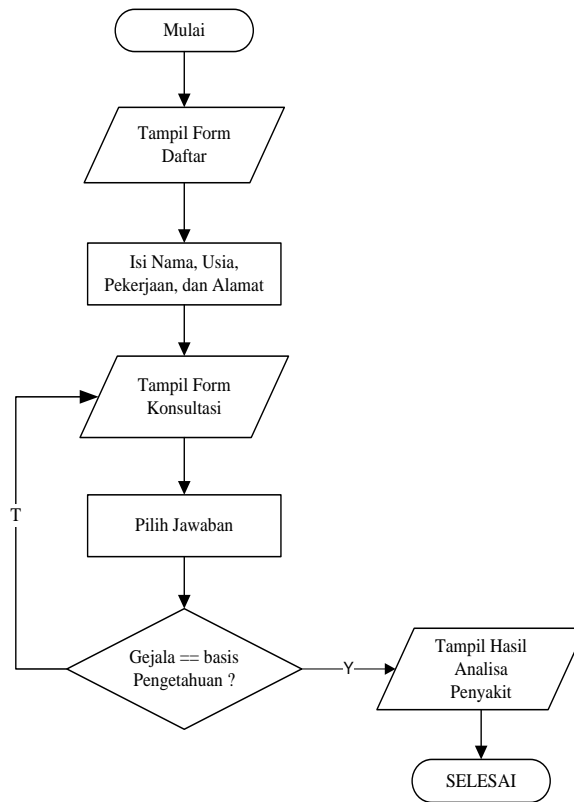 Mulai
Tampil Form
Daftar
Isi Nama, Usia,
Pekerjaan, dan Alamat
Tampil Form
Konsultasi
T
Pilih Jawaban
Gejala == basis
Pengetahuan ?
Y
Tampil Hasil
Analisa
Penyakit
SELESAI